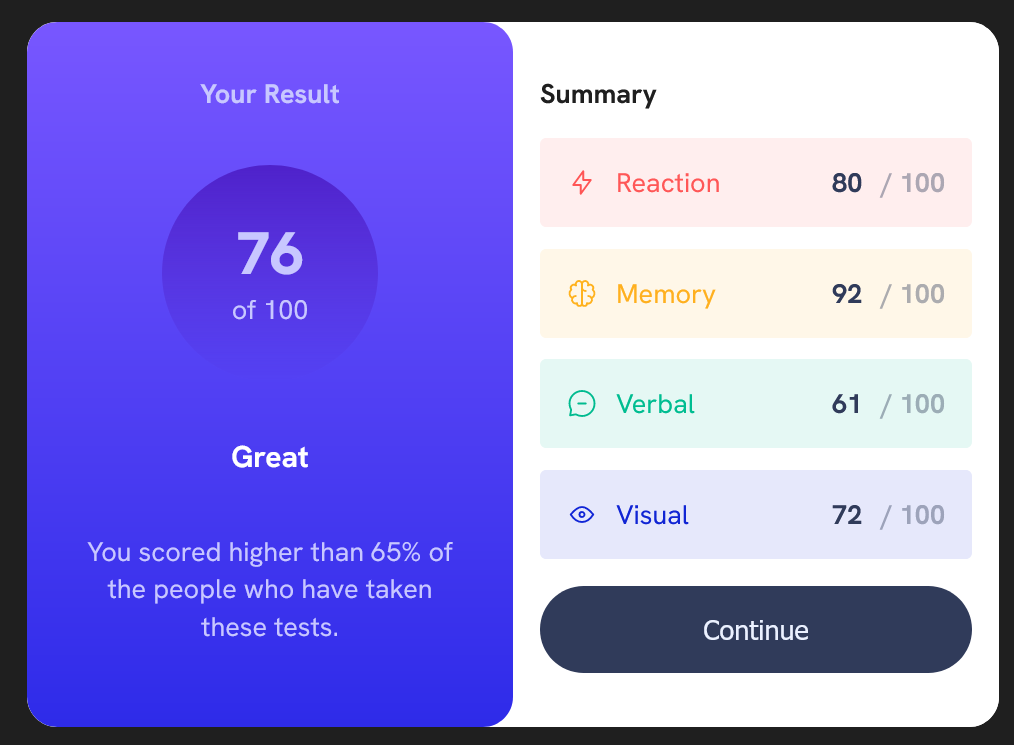 Your Result
76
of 100
Great
You scored higher than 65% of
the people who have taken
these tests.
Summary
Reaction 80 / 100
Memory 92 / 100
Verbal 61 / 100
Visual 72 / 100
Continue